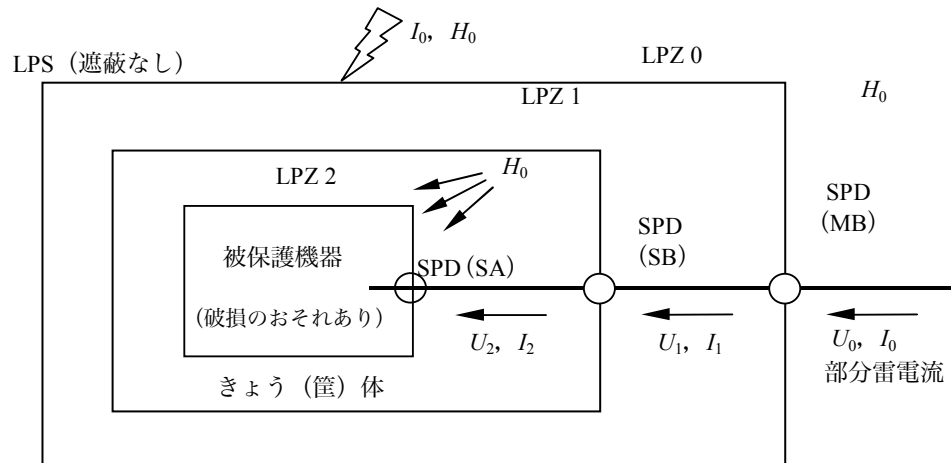 I0, H0
LPZ 0
LPS（遮蔽なし）
LPZ 1
H0
H0
LPZ 2
SPD
(MB)
SPD
(SB)
被保護機器
SPD (SA)
（破損のおそれあり）
U2, I2
U1, I1
U0, I0
部分雷電流
きょう（筐）体